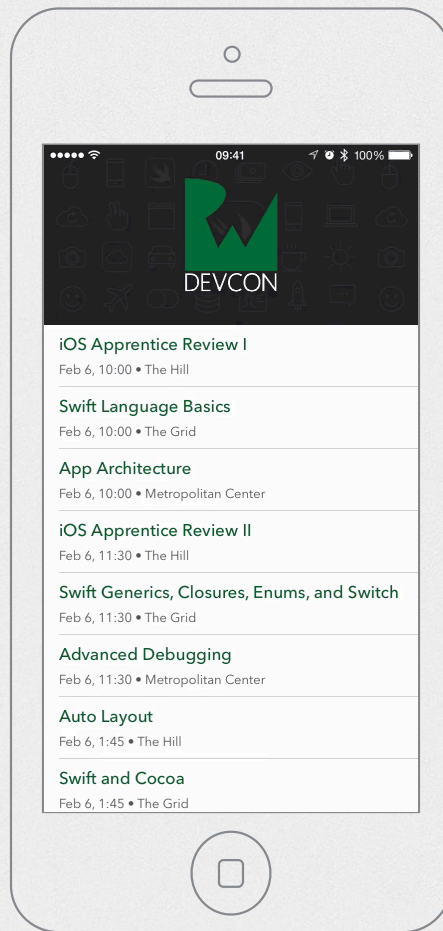 09:41
100%
DEVCON
iOS Apprentice Review I
Feb 6, 10:00 • The Hill
Swift Language Basics
Feb 6, 10:00 • The Grid
App Architecture
Feb 6, 10:00 • Metropolitan Center
iOS Apprentice Review II
Feb 6, 11:30 • The Hill
Swift Generics, Closures, Enums, and Switch
Feb 6, 11:30 • The Grid
Advanced Debugging
Feb 6, 11:30 • Metropolitan Center
Auto Layout
Feb 6, 1:45 • The Hill
Swift and Cocoa
Feb 6, 1:45 • The Grid